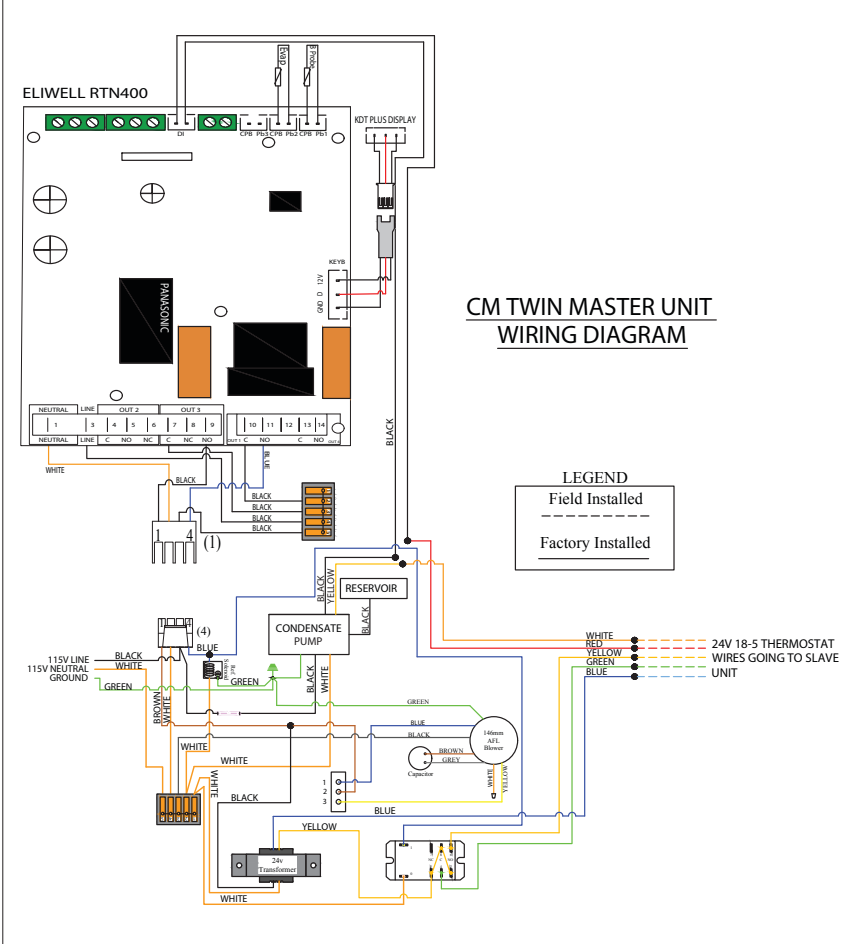 Evap
B Probe
ELIWELL RTN400
DI
CPB Pb3
CPB Pb2
CPB Pb1
KDT PLUS DISPLAY
KEYB
12V
D
GND
PANASONIC
CM TWIN MASTER UNIT
WIRING DIAGRAM
NEUTRAL LINE OUT 2 OUT 3
1 3 4 5 6 7 8 9 10 11 12 13 14
NEUTRAL LINE C NO NC C NC NO OUT 1 C NO C NO OUT 4
WHITE
BLACK
BLUE
BLACK
BLACK
BLACK
BLACK
BLACK
1 4 (1)
LEGEND
Field Installed
Factory Installed
BLACK
YELLOW
RESERVOIR
CONDENSATE
PUMP
BLACK
(4)
BLUE
115V LINE BLACK
115V NEUTRAL WHITE
GROUND
GREEN
GREEN
BLACK
WHITE
WHITE
RED
YELLOW
GREEN
BLUE
24V 18-5 THERMOSTAT
WIRES GOING TO SLAVE
UNIT
BROWN
WHITE
GREEN
BLUE
BLACK
146mm
AFL
Blower
BROWN
GREY
Capacitor
WHITE
YELLOW
WHITE
WHITE
WHITE
1
2
3
BLACK
BLUE
YELLOW
24v
Transformer
WHITE